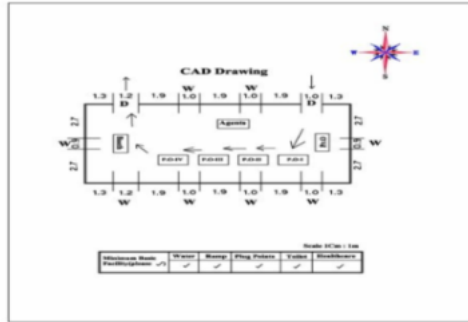 N
W E
S
CAD Drawing
W W
1.3 1.2 1.9 1.0 1.9 1.0 1.9 1.0 1.3
D D
Agents
2.7 2.7
W W
P.O-IV P.O-III P.O-II P.O-I
2.7 2.7
1.3 1.2 1.9 1.0 1.9 1.0 1.9 1.0 1.3
W W W W
Scale 1Cm : 1m
Minimum Basic Water Ramp Plug Points Toilet Healthcare
Facility(please ✓) ✓ ✓ ✓ ✓ ✓